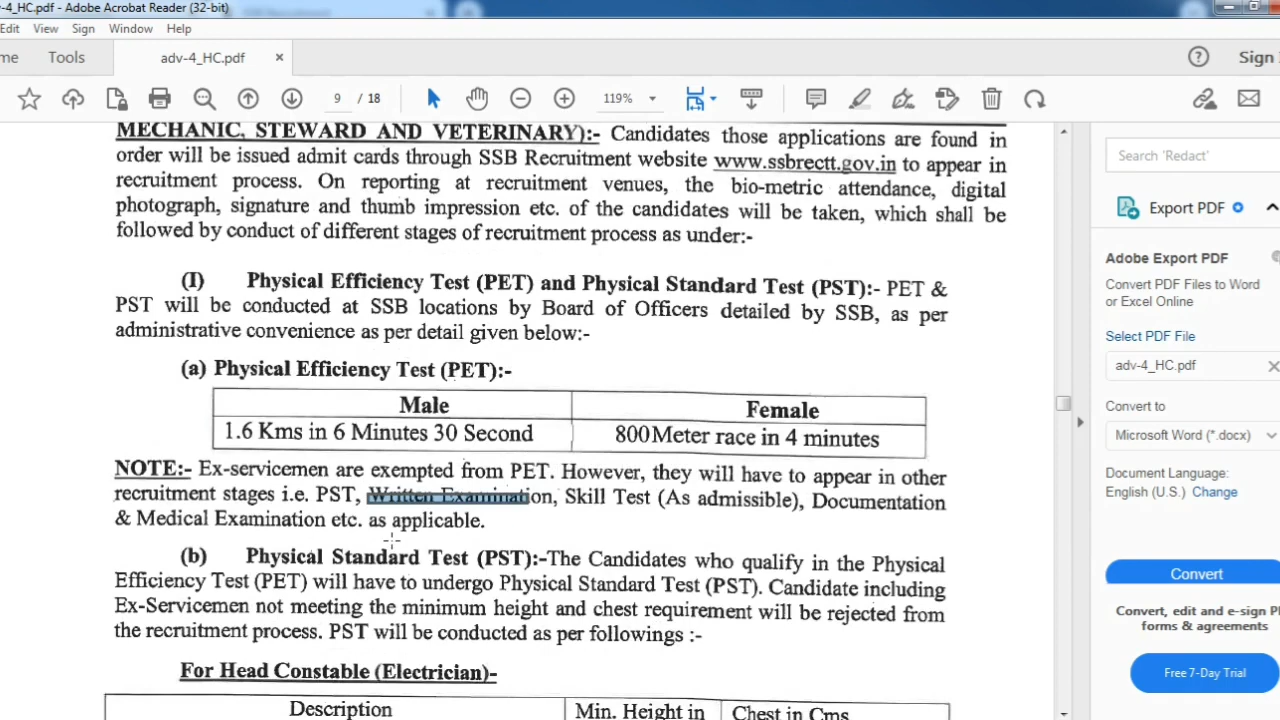 v-4_HC.pdf - Adobe Acrobat Reader (32-bit)
Edit View Sign Window Help
me Tools adv-4_HC.pdf × Sign
9 / 18 119%
MECHANIC, STEWARD AND VETERINARY):- Candidates those applications are found in
order will be issued admit cards through SSB Recruitment website www.ssbrectt.gov.in to appear in
recruitment process. On reporting at recruitment venues, the bio-metric attendance, digital
photograph, signature and thumb impression etc. of the candidates will be taken, which shall be
followed by conduct of different stages of recruitment process as under:-
(I) Physical Efficiency Test (PET) and Physical Standard Test (PST):- PET &
PST will be conducted at SSB locations by Board of Officers detailed by SSB, as per
administrative convenience as per detail given below:-
(a) Physical Efficiency Test (PET):-
Male Female
1.6 Kms in 6 Minutes 30 Second 800Meter race in 4 minutes
NOTE:- Ex-servicemen are exempted from PET. However, they will have to appear in other
recruitment stages i.e. PST, Written Examination, Skill Test (As admissible), Documentation
& Medical Examination etc. as applicable.
(b) Physical Standard Test (PST):-The Candidates who qualify in the Physical
Efficiency Test (PET) will have to undergo Physical Standard Test (PST). Candidate including
Ex-Servicemen not meeting the minimum height and chest requirement will be rejected from
the recruitment process. PST will be conducted as per followings :-
For Head Constable (Electrician)-
Description Min. Height in Chest in Cms
Search 'Redact'
Export PDF
Adobe Export PDF
Convert PDF Files to Word
or Excel Online
Select PDF File
adv-4_HC.pdf
Convert to
Microsoft Word (*.docx)
Document Language:
English (U.S.) Change
Convert
Convert, edit and e-sign P
forms & agreements
Free 7-Day Trial